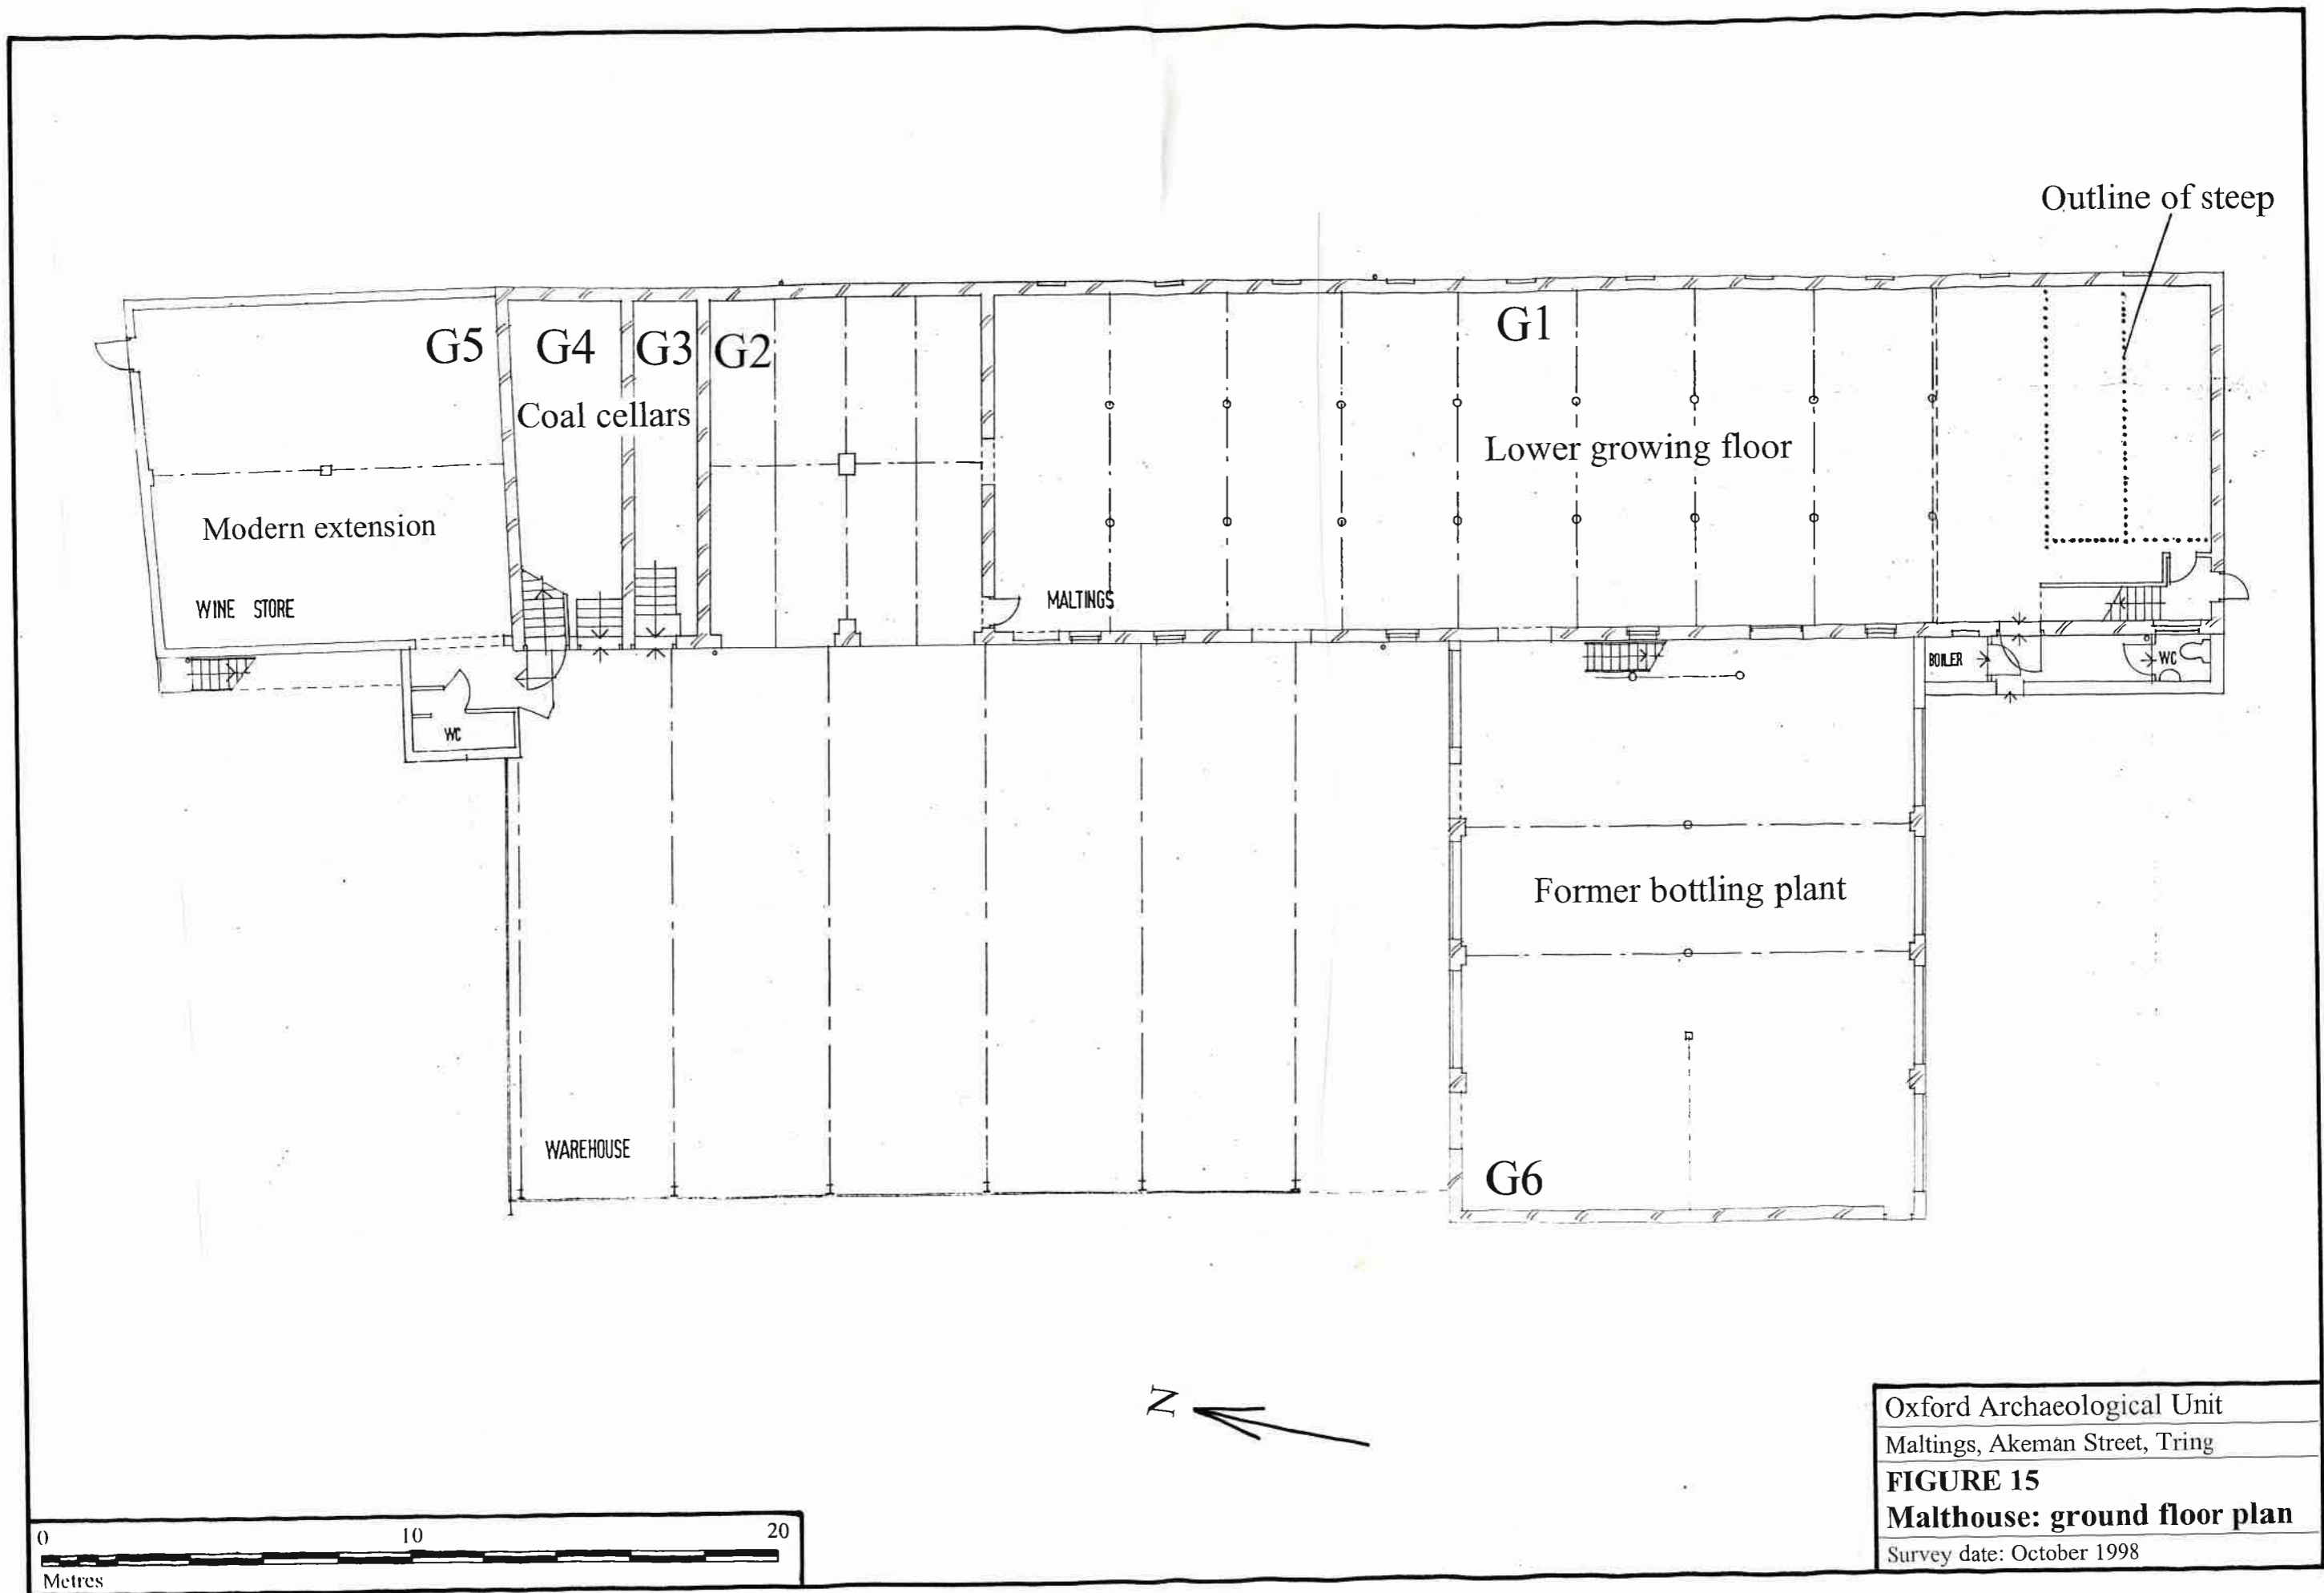 Outline of steep
G1
G5
G4
G3
G2
Coal cellars
Lower growing floor
Modern extension
WINE STORE
MALTINGS
BOILER
WC
WC
Former bottling plant
WAREHOUSE
G6
N
Oxford Archaeological Unit
Maltings, Akeman Street, Tring
FIGURE 15
Malthouse: ground floor plan
Survey date: October 1998
0 10 20
Metres